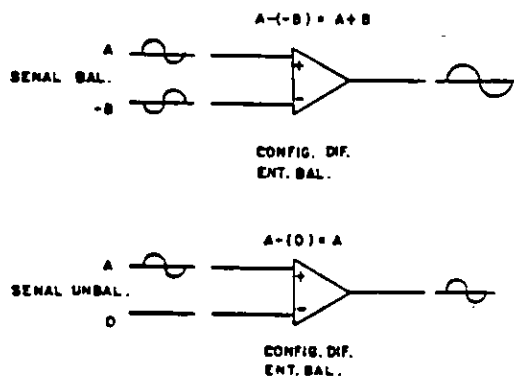 A-(-B) = A+B
A
+
SENAL BAL.
-
-B
CONFIG. DIF.
ENT. BAL.
A-(0) = A
A
+
SENAL UNBAL.
-
0
CONFIG. DIF.
ENT. BAL.